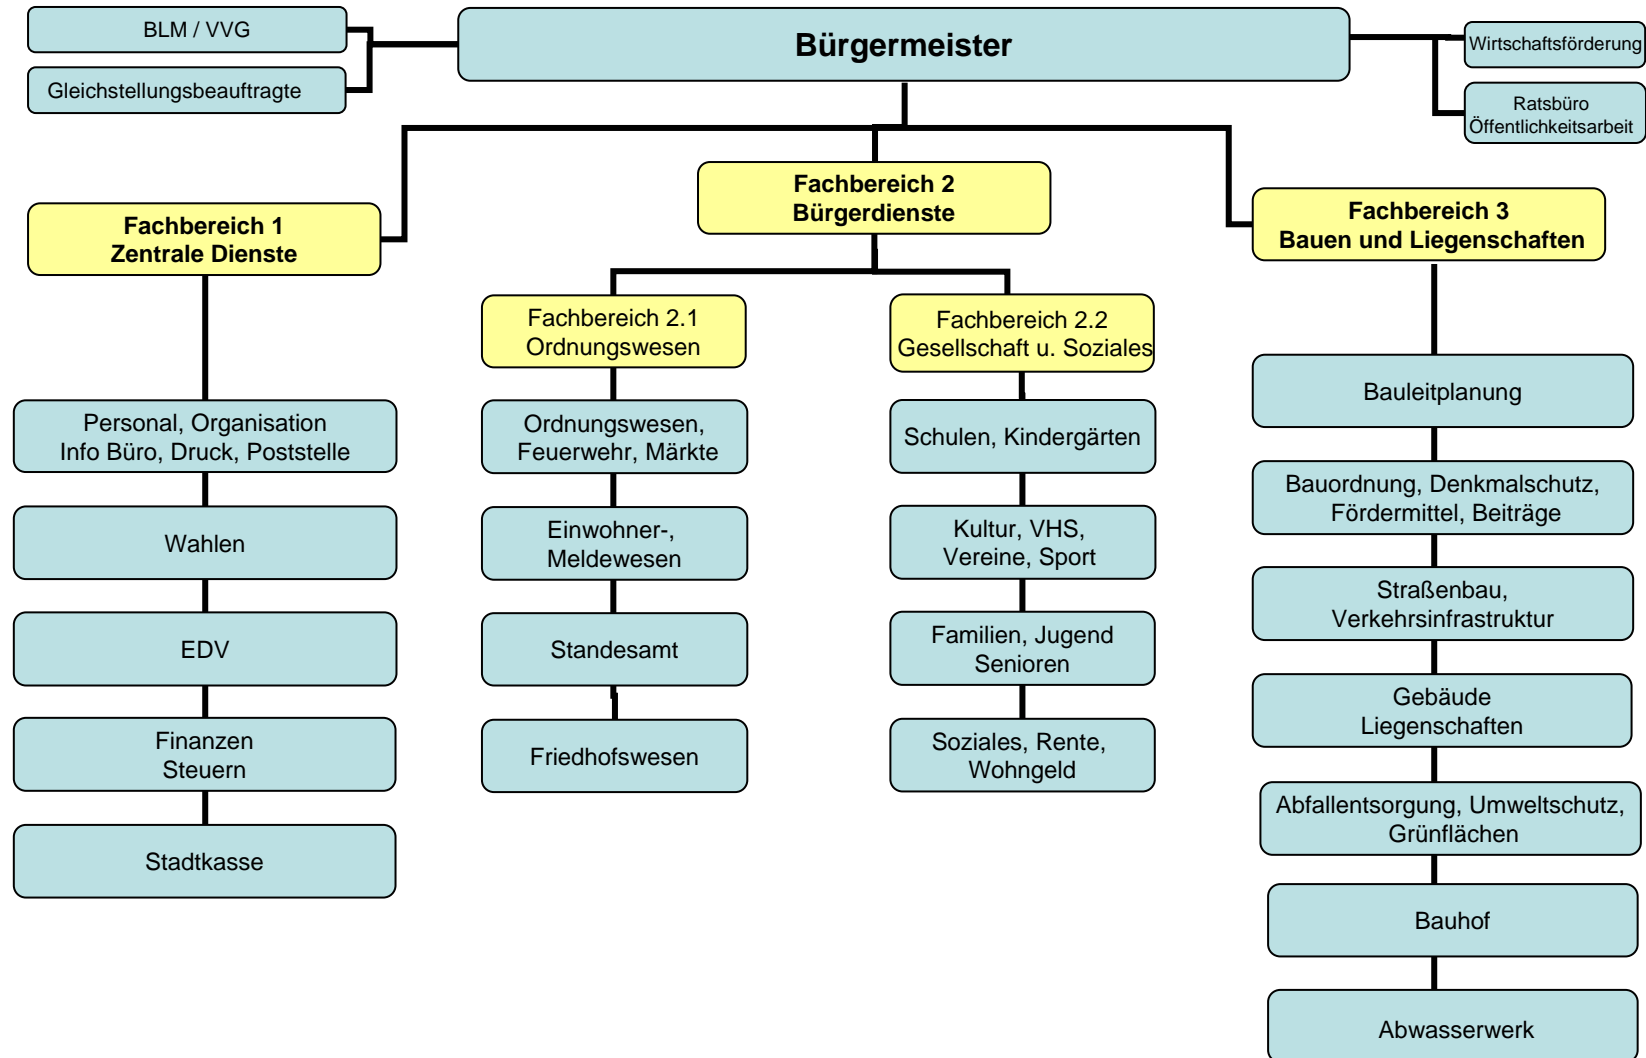 BLM / VVG
Gleichstellungsbeauftragte
Bürgermeister
Wirtschaftsförderung
Ratsbüro
Öffentlichkeitsarbeit
Fachbereich 1
Zentrale Dienste
Personal, Organisation
Info Büro, Druck, Poststelle
Wahlen
EDV
Finanzen
Steuern
Stadtkasse
Fachbereich 2
Bürgerdienste
Fachbereich 2.1
Ordnungswesen
Ordnungswesen,
Feuerwehr, Märkte
Einwohner-,
Meldewesen
Standesamt
Friedhofswesen
Fachbereich 2.2
Gesellschaft u. Soziales
Schulen, Kindergärten
Kultur, VHS,
Vereine, Sport
Familien, Jugend
Senioren
Soziales, Rente,
Wohngeld
Fachbereich 3
Bauen und Liegenschaften
Bauleitplanung
Bauordnung, Denkmalschutz,
Fördermittel, Beiträge
Straßenbau,
Verkehrsinfrastruktur
Gebäude
Liegenschaften
Abfallentsorgung, Umweltschutz,
Grünflächen
Bauhof
Abwasserwerk